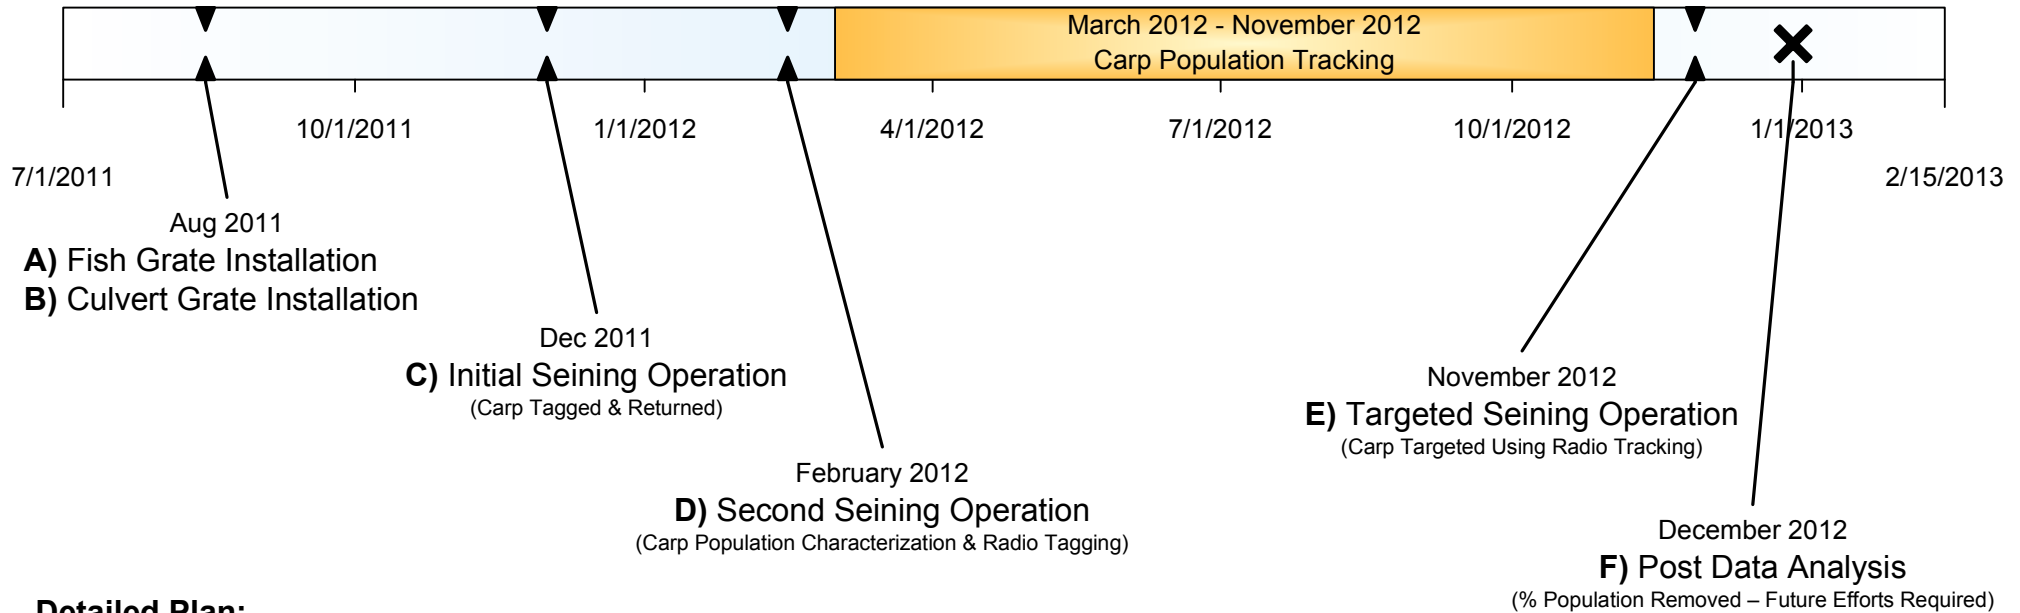 March 2012 - November 2012
Carp Population Tracking
10/1/2011
1/1/2012
4/1/2012
7/1/2012
10/1/2012
1/1/2013
7/1/2011
2/15/2013
Aug 2011
A) Fish Grate Installation
B) Culvert Grate Installation
Dec 2011
C) Initial Seining Operation
(Carp Tagged & Returned)
February 2012
D) Second Seining Operation
(Carp Population Characterization & Radio Tagging)
November 2012
E) Targeted Seining Operation
(Carp Targeted Using Radio Tracking)
December 2012
F) Post Data Analysis
(% Population Removed – Future Efforts Required)
Detailed Plan: